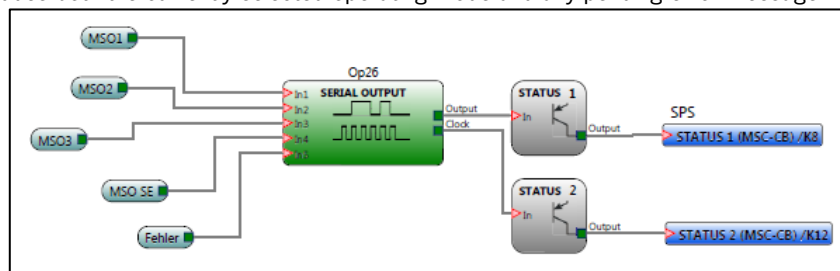 MSO1
MSO2
MSO3
MSO SE
Fehler
Op26
SERIAL OUTPUT
In1
In2
In3
In4
In5
Output
Clock
STATUS 1
In
Output
SPS
STATUS 1 (MSC-CB) /K8
STATUS 2
In
Output
STATUS 2 (MSC-CB) /K12